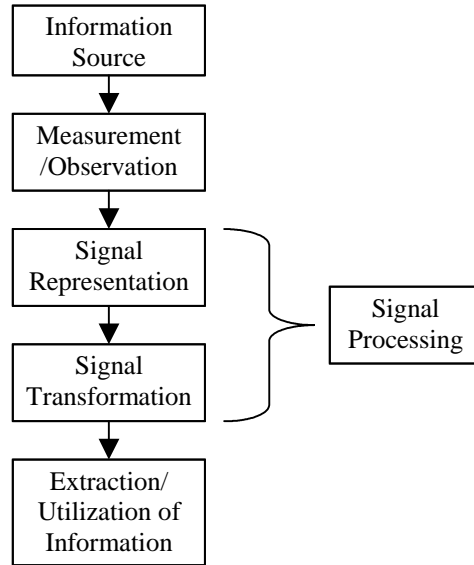 Information
Source
Measurement
/Observation
Signal
Representation
Signal
Transformation
Signal
Processing
Extraction/
Utilization of
Information